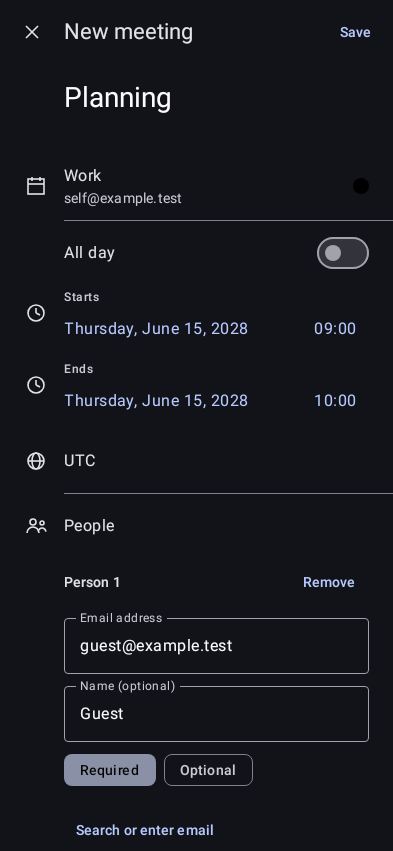 New meeting
Save
Planning
Work
self@example.test
All day
Starts
Thursday, June 15, 2028 09:00
Ends
Thursday, June 15, 2028 10:00
UTC
People
Person 1
Remove
Email address
guest@example.test
Name (optional)
Guest
Required
Optional
Search or enter email